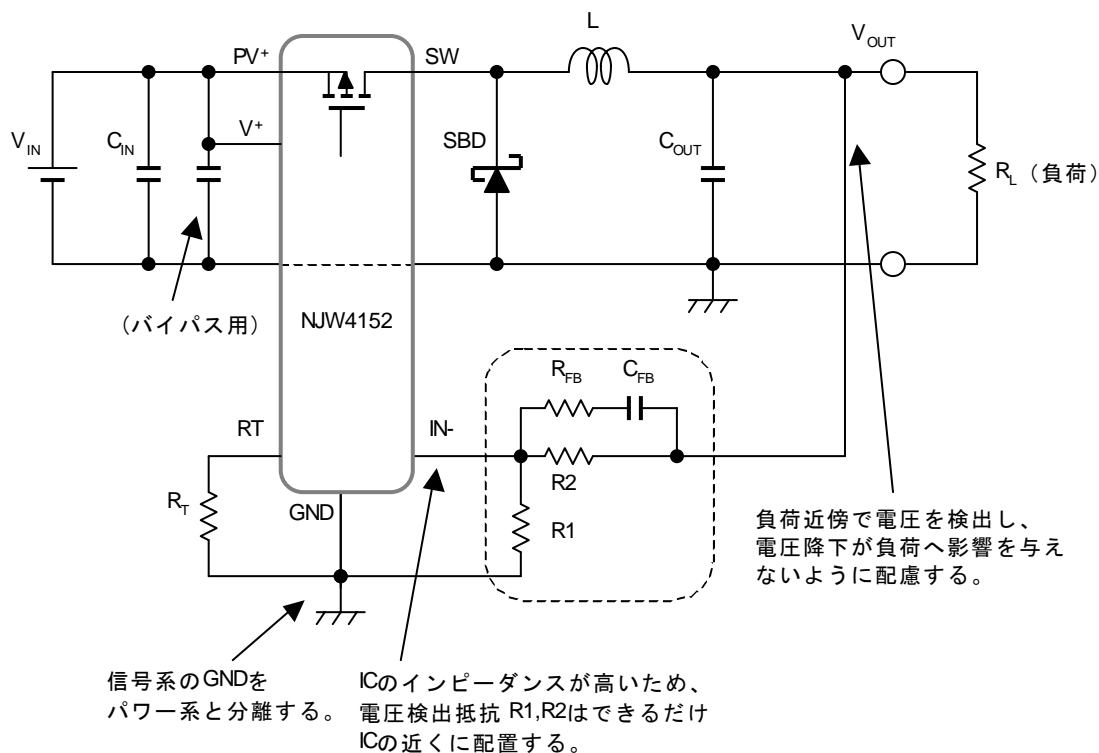 L
V OUT
PV+
SW
V+
V IN
C IN
SBD
C OUT
R L (負荷)
(バイパス用)
NJW4152
R FB
C FB
RT
IN-
R2
R T
GND
R1
負荷近傍で電圧を検出し、
電圧降下が負荷へ影響を与え
ないように配慮する。
信号系のGNDを
パワー系と分離する。
ICのインピーダンスが高いため、
電圧検出抵抗 R1,R2はできるだけ
ICの近くに配置する。